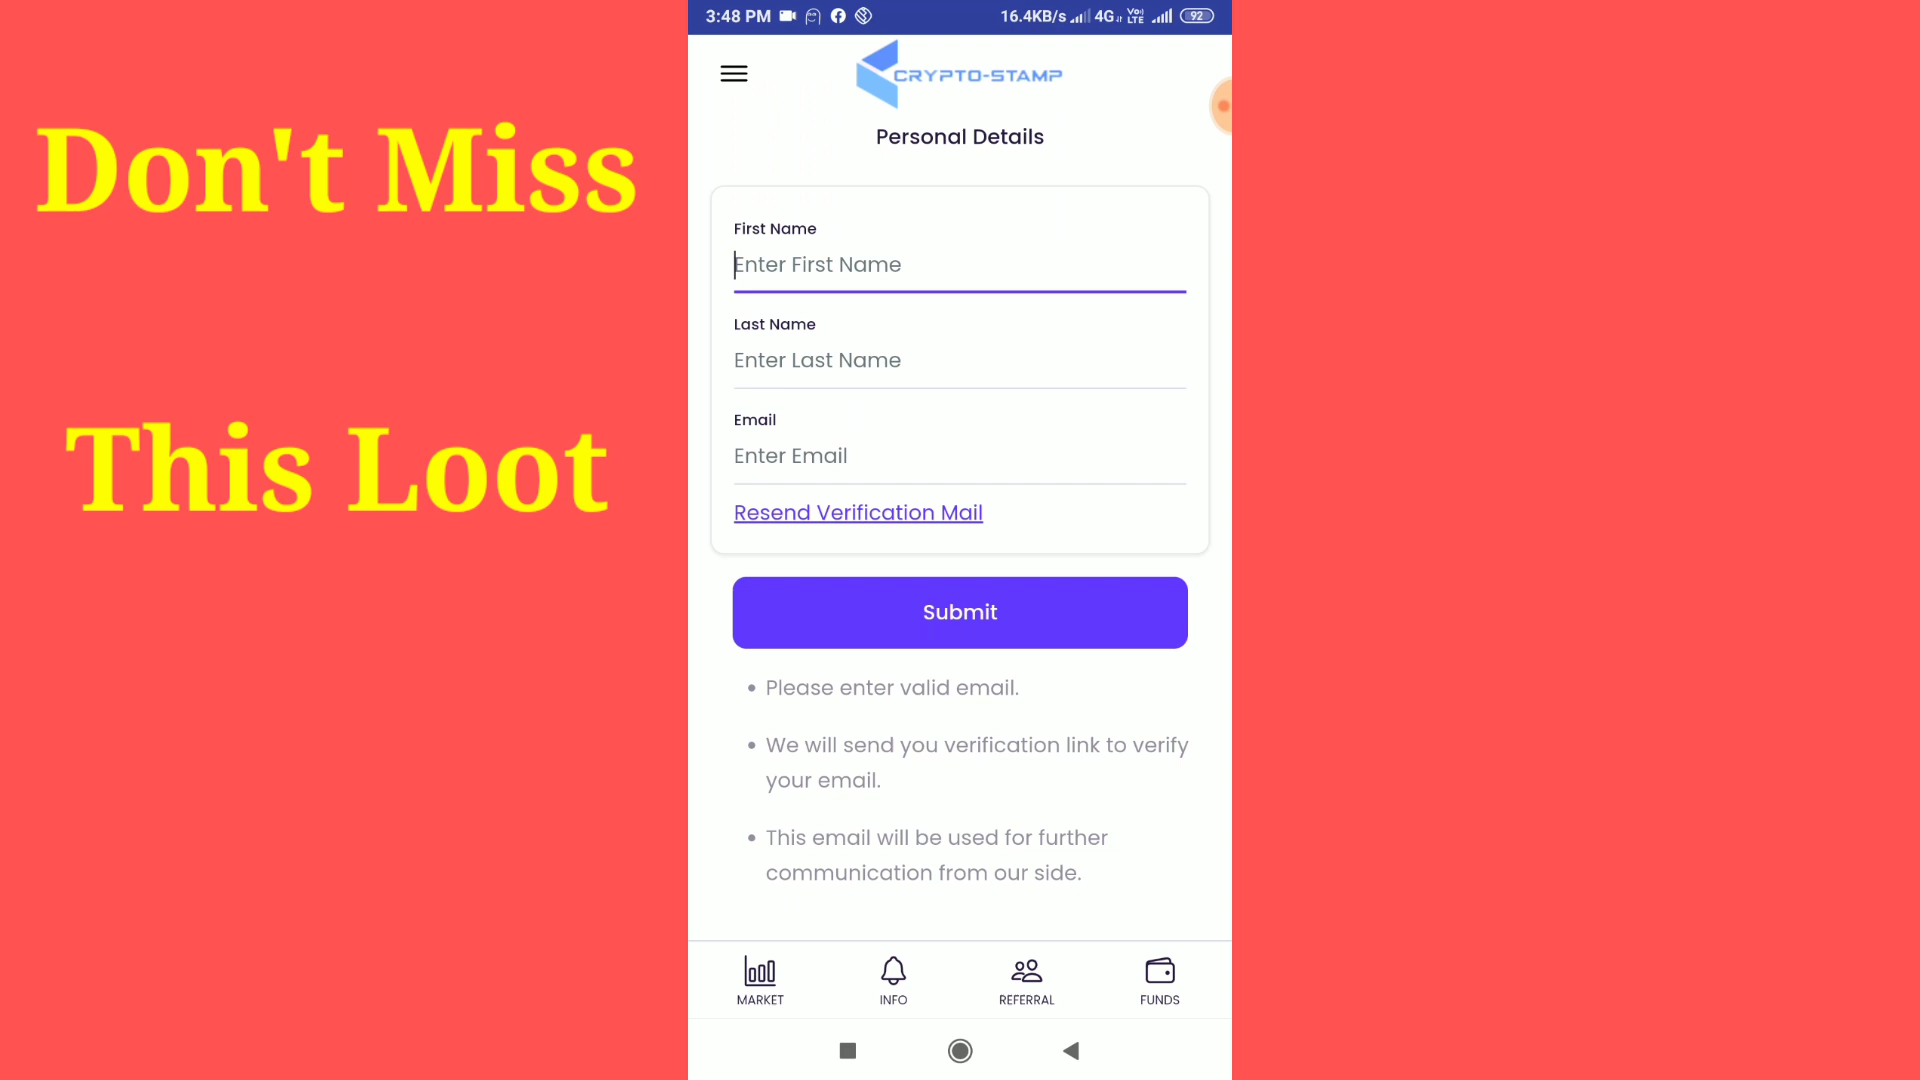 Don't Miss
This Loot
3:48 PM
16.4KB/s 4G Vo)) LTE 92
CRYPTO-STAMP
Personal Details
First Name
Enter First Name
Last Name
Enter Last Name
Email
Enter Email
Resend Verification Mail
Submit
• Please enter valid email.
• We will send you verification link to verify
your email.
• This email will be used for further
communication from our side.
MARKET INFO REFERRAL FUNDS